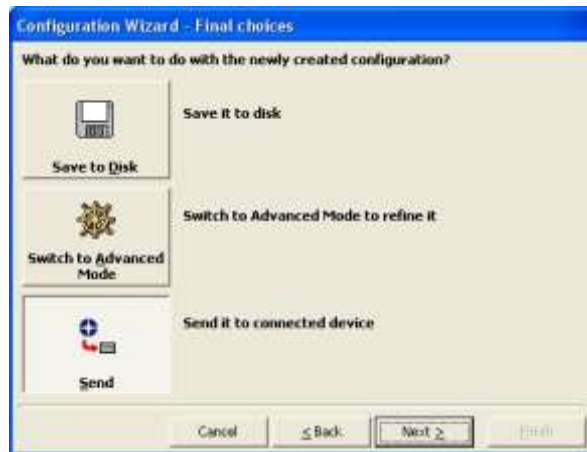 Configuration Wizard - Final choices
What do you want to do with the newly created configuration?
Save it to disk
Save to Disk
Switch to Advanced Mode to refine it
Switch to Advanced
Mode
Send it to connected device
Send
Cancel
< Back
Next >
Finish